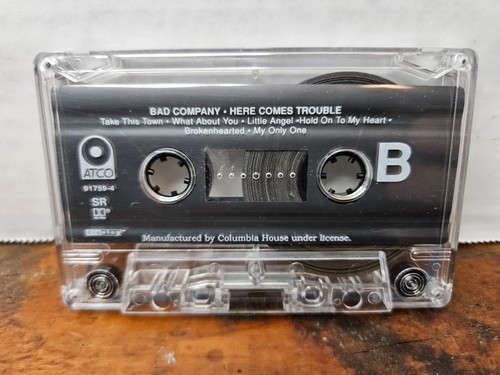 BAD COMPANY • HERE COMES TROUBLE
Take This Town • What About You • Little Angel •Hold On To My Heart •
Brokenhearted • My Only One
ATCO
91759-4
SR
B
Manufactured by Columbia House under license.